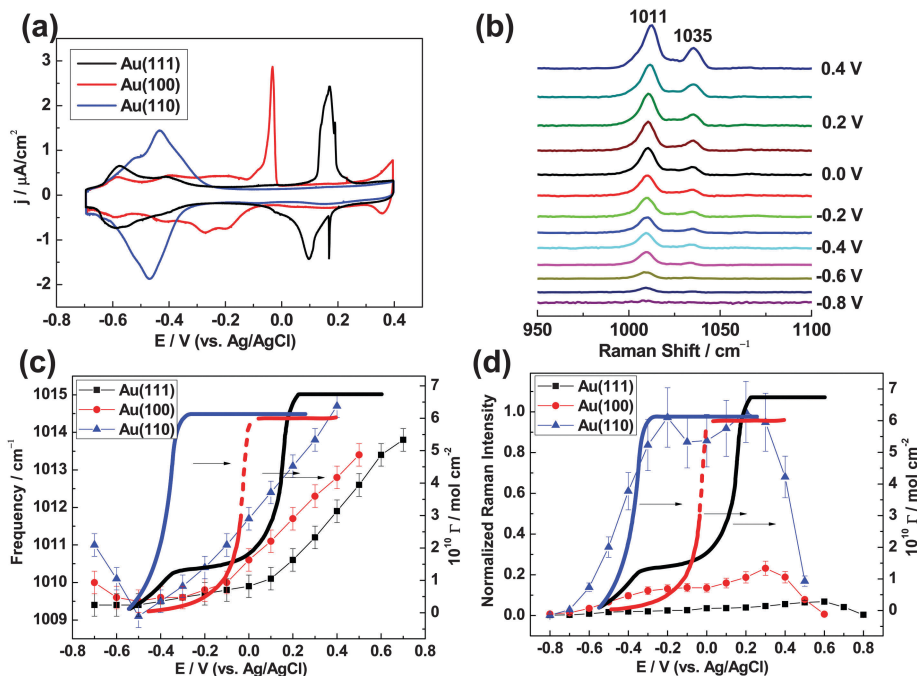 (a)
Au(111)
Au(100)
Au(110)
j / μA/cm²
3
2
1
0
-1
-2
-0.8 -0.6 -0.4 -0.2 0.0 0.2 0.4
E / V (vs. Ag/AgCl)
(b)
1011
1035
0.4 V
0.2 V
0.0 V
-0.2 V
-0.4 V
-0.6 V
-0.8 V
950 1000 1050 1100
Raman Shift / cm⁻¹
(c)
Au(111)
Au(100)
Au(110)
Frequency / cm⁻¹
1015
1014
1013
1012
1011
1010
1009
7
6
5
4
3
2
1
0
10¹⁰ Γ / mol cm⁻²
-0.8 -0.6 -0.4 -0.2 0.0 0.2 0.4 0.6 0.8
E / V (vs. Ag/AgCl)
(d)
Au(111)
Au(100)
Au(110)
Normalized Raman Intensity
1.0
0.8
0.6
0.4
0.2
0.0
7
6
5
4
3
2
1
0
10¹⁰ Γ / mol cm⁻²
-0.8 -0.6 -0.4 -0.2 0.0 0.2 0.4 0.6 0.8
E / V (vs. Ag/AgCl)